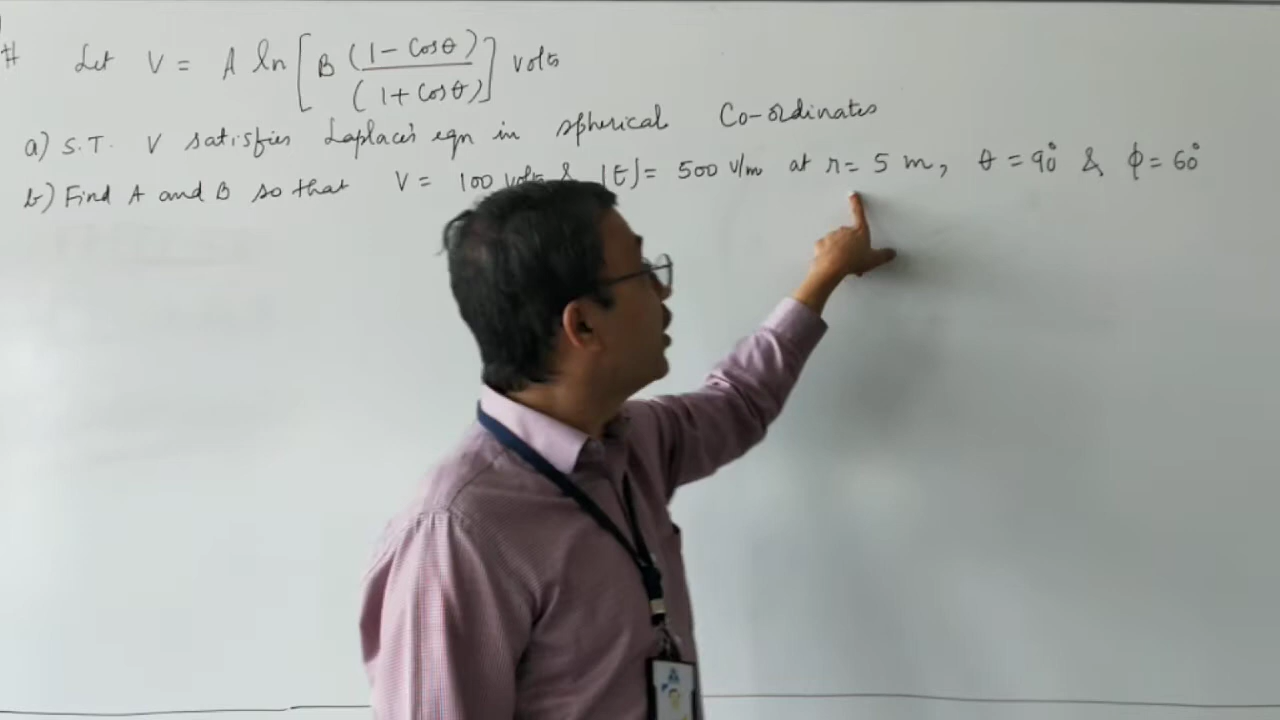 # Let V = A ln [ B (1 - Cosθ) / (1 + Cosθ) ] volts
a) S.T. V satisfies Laplace's eqn in spherical Co-ordinates
b) Find A and B so that V = 100 volts & |E| = 500 V/m at r = 5 m, θ = 90° & ϕ = 60°